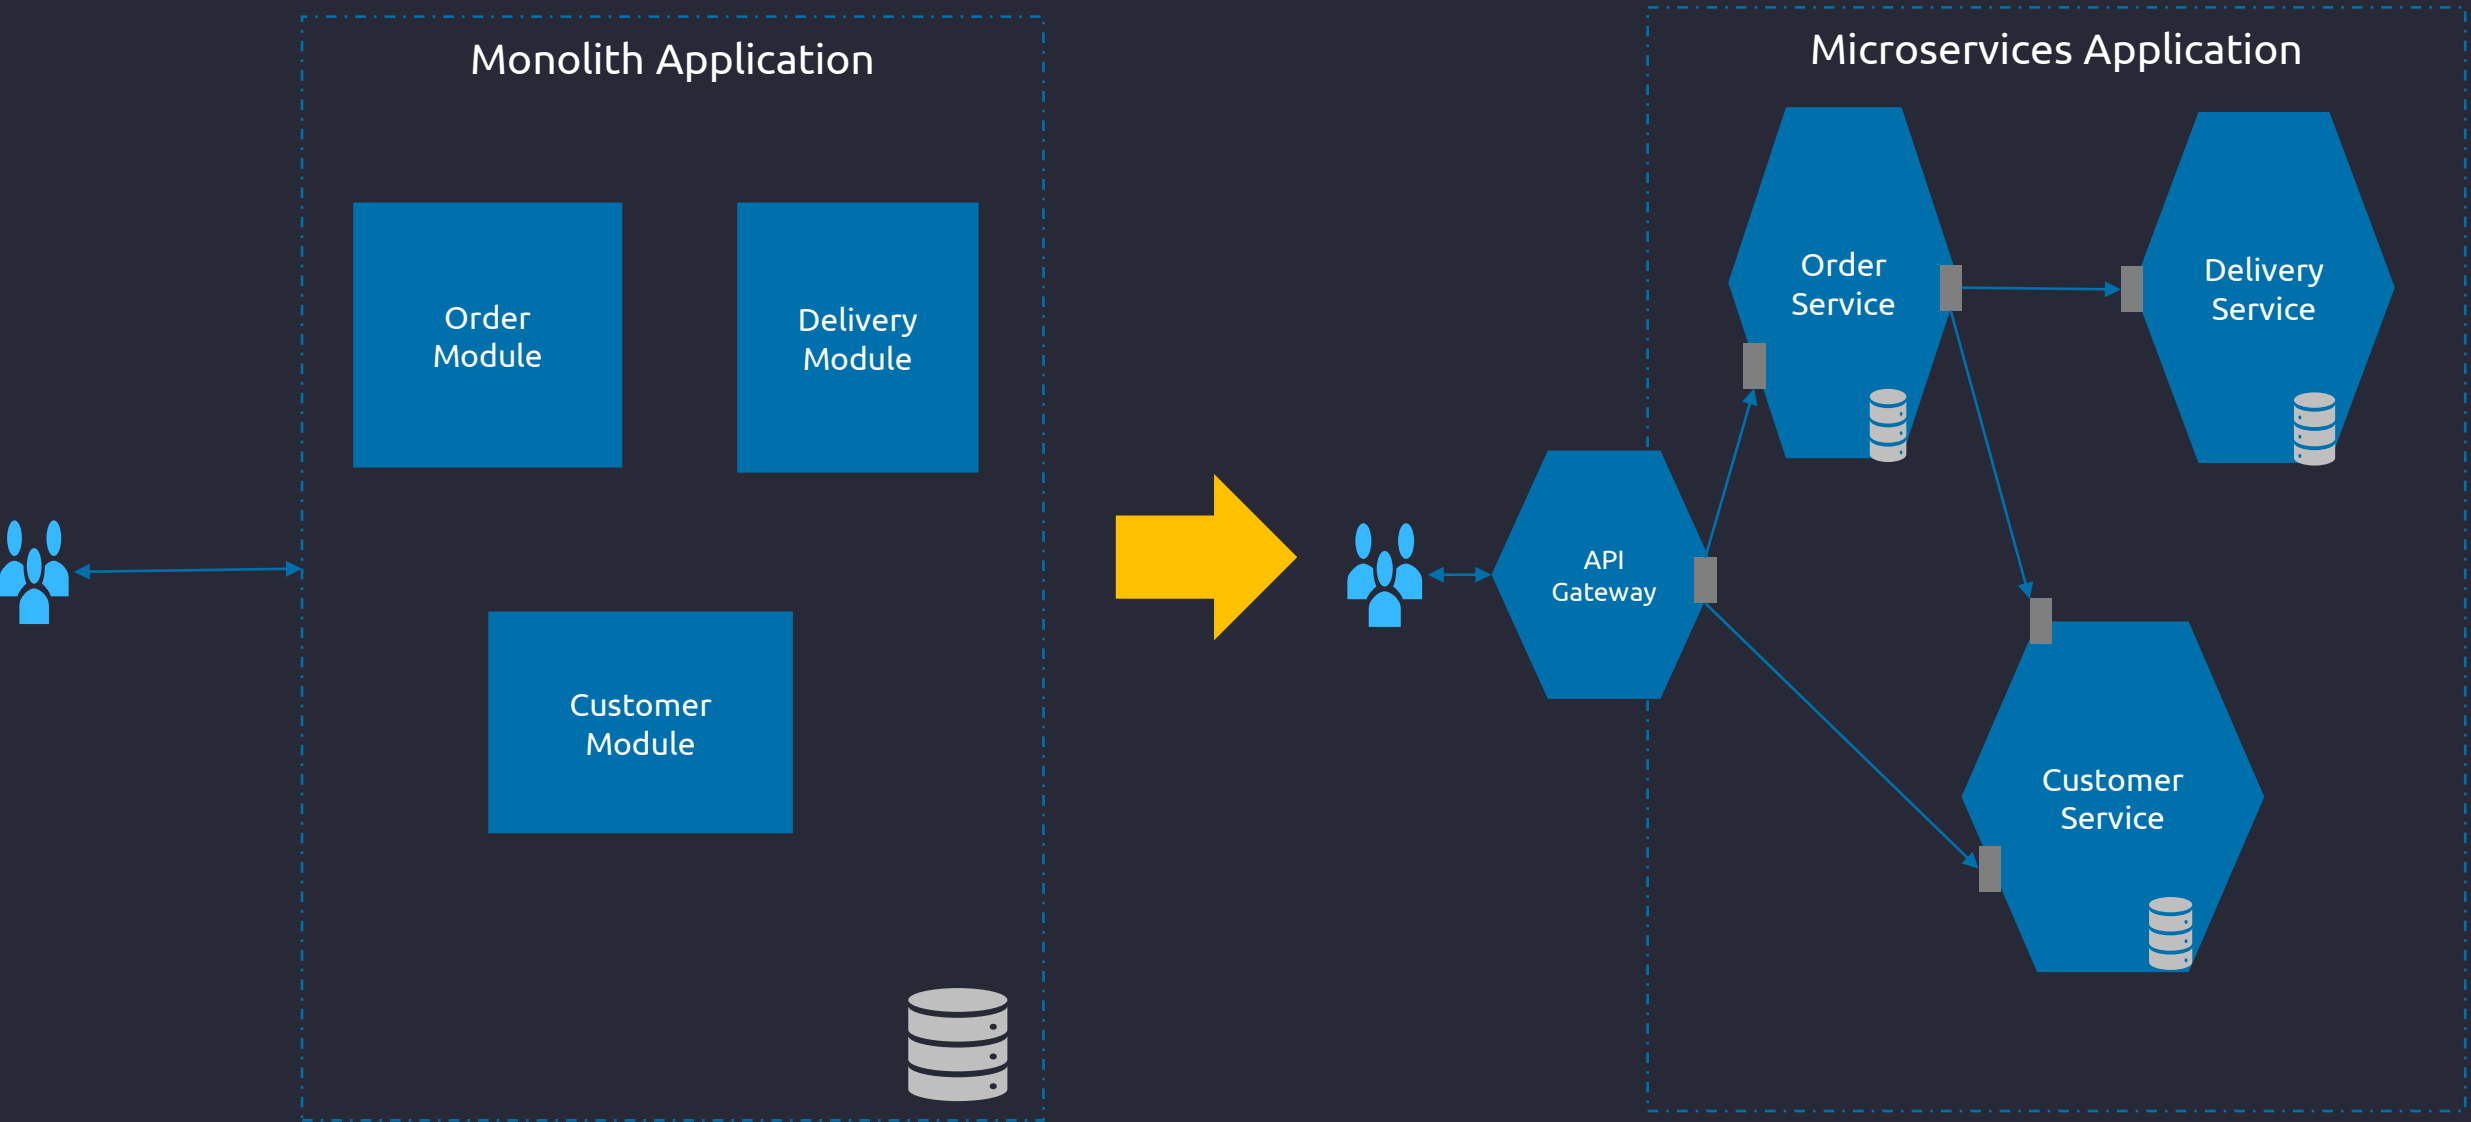 Monolith Application
Order
Module
Delivery
Module
Customer
Module
Microservices Application
Order
Service
Delivery
Service
API
Gateway
Customer
Service